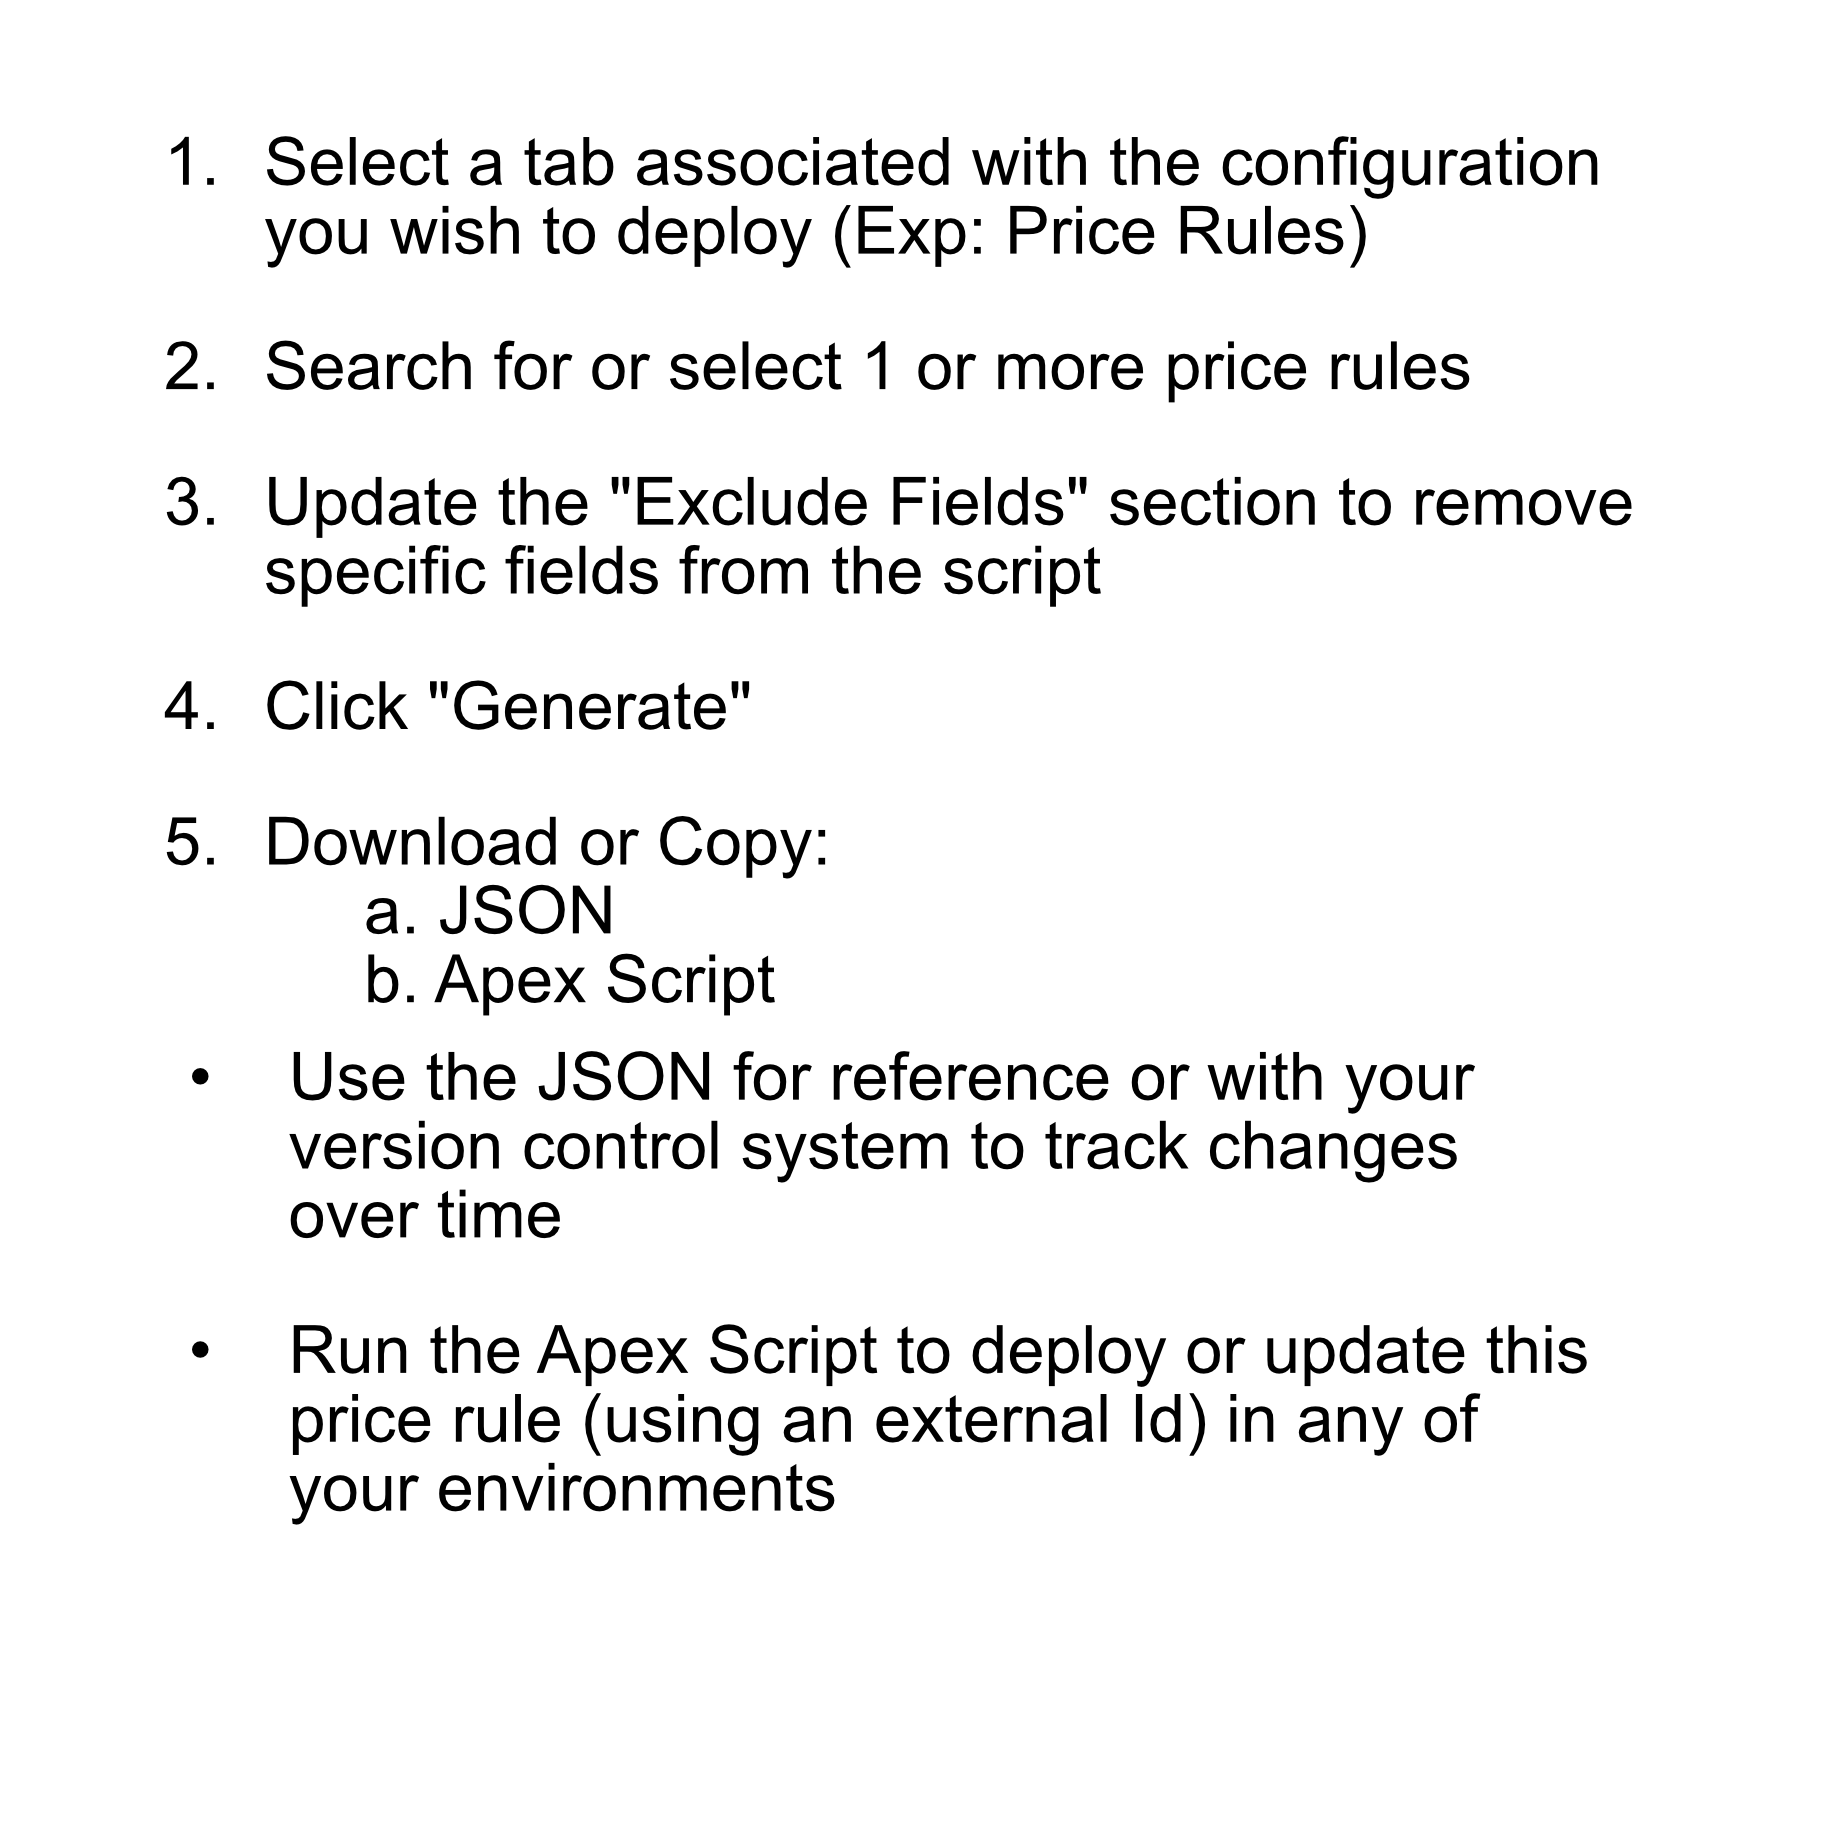 1. Select a tab associated with the configuration
you wish to deploy (Exp: Price Rules)
2. Search for or select 1 or more price rules
3. Update the "Exclude Fields" section to remove
specific fields from the script
4. Click "Generate"
5. Download or Copy:
a. JSON
b. Apex Script
• Use the JSON for reference or with your
version control system to track changes
over time
• Run the Apex Script to deploy or update this
price rule (using an external Id) in any of
your environments